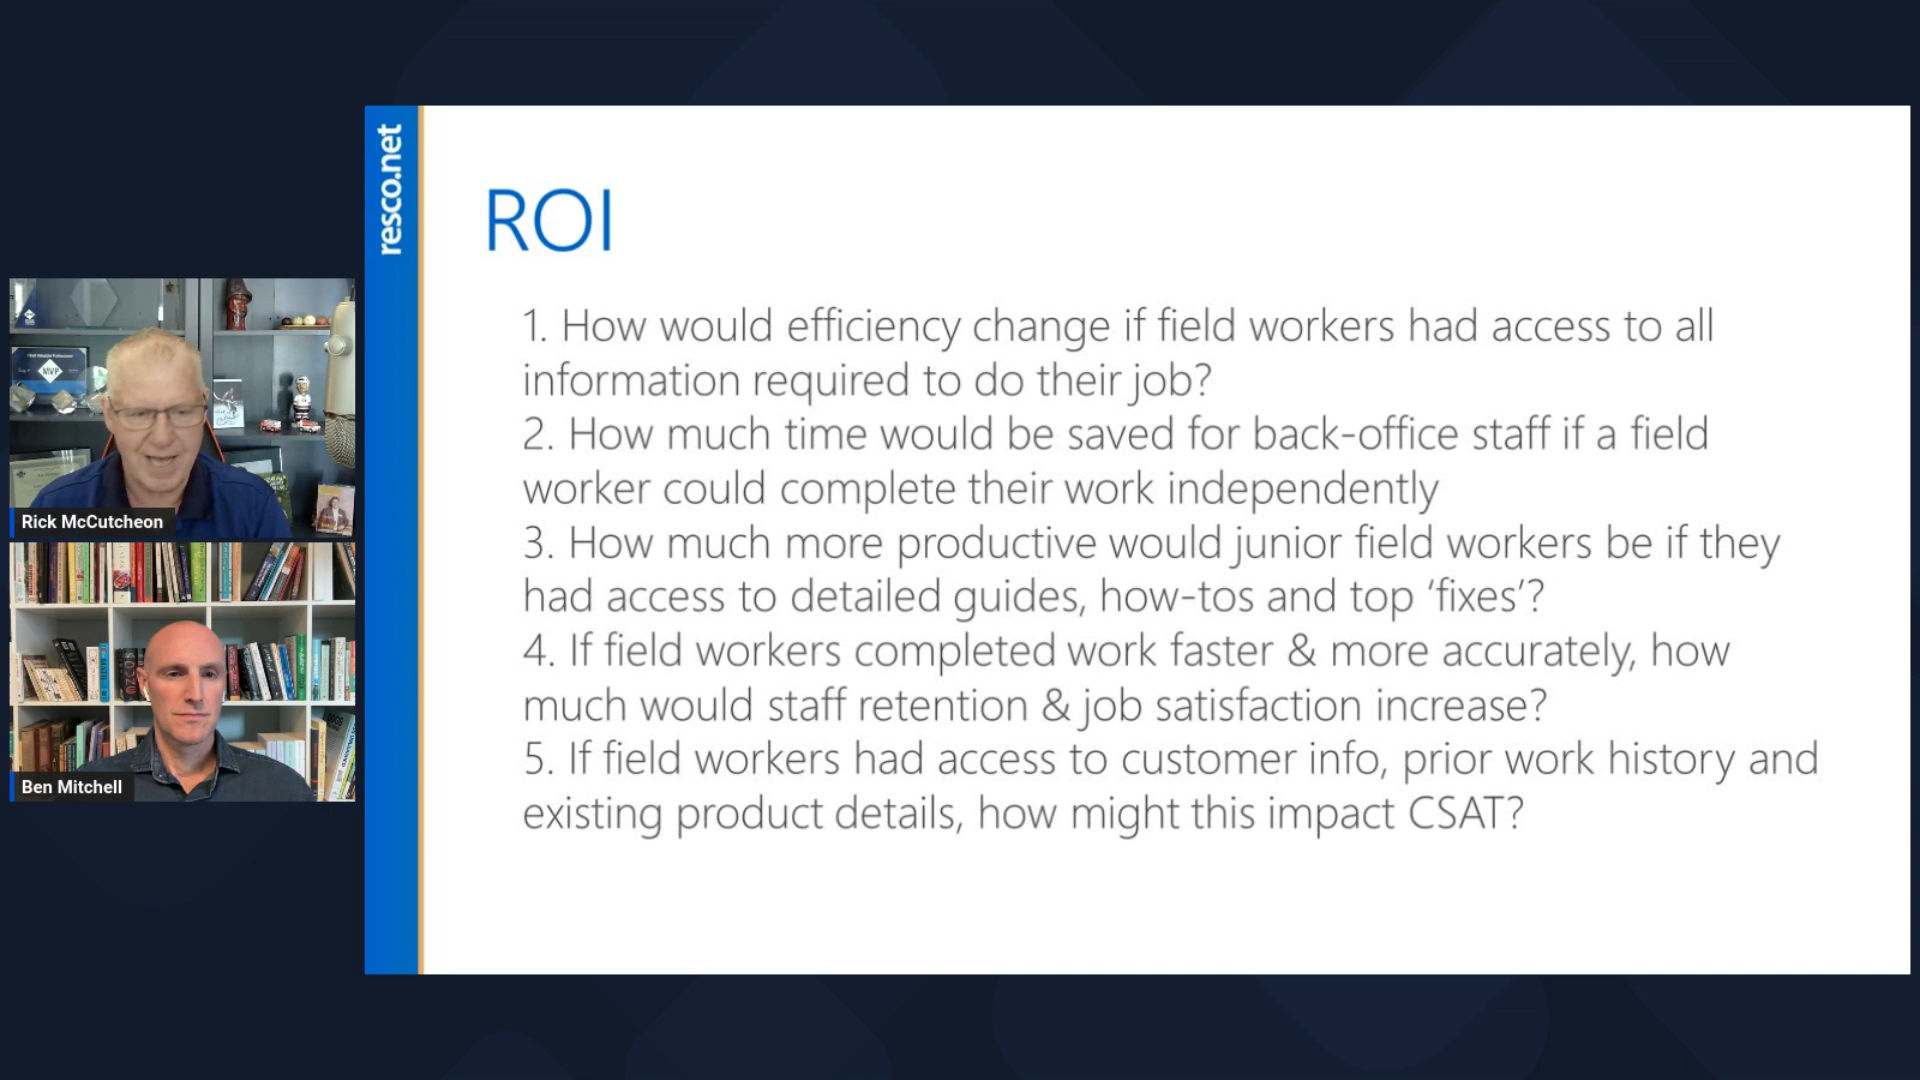 resco.net
ROI
1. How would efficiency change if field workers had access to all
information required to do their job?
2. How much time would be saved for back-office staff if a field
worker could complete their work independently
3. How much more productive would junior field workers be if they
had access to detailed guides, how-tos and top ‘fixes’?
4. If field workers completed work faster & more accurately, how
much would staff retention & job satisfaction increase?
5. If field workers had access to customer info, prior work history and
existing product details, how might this impact CSAT?
MVP
Rick McCutcheon
Ben Mitchell